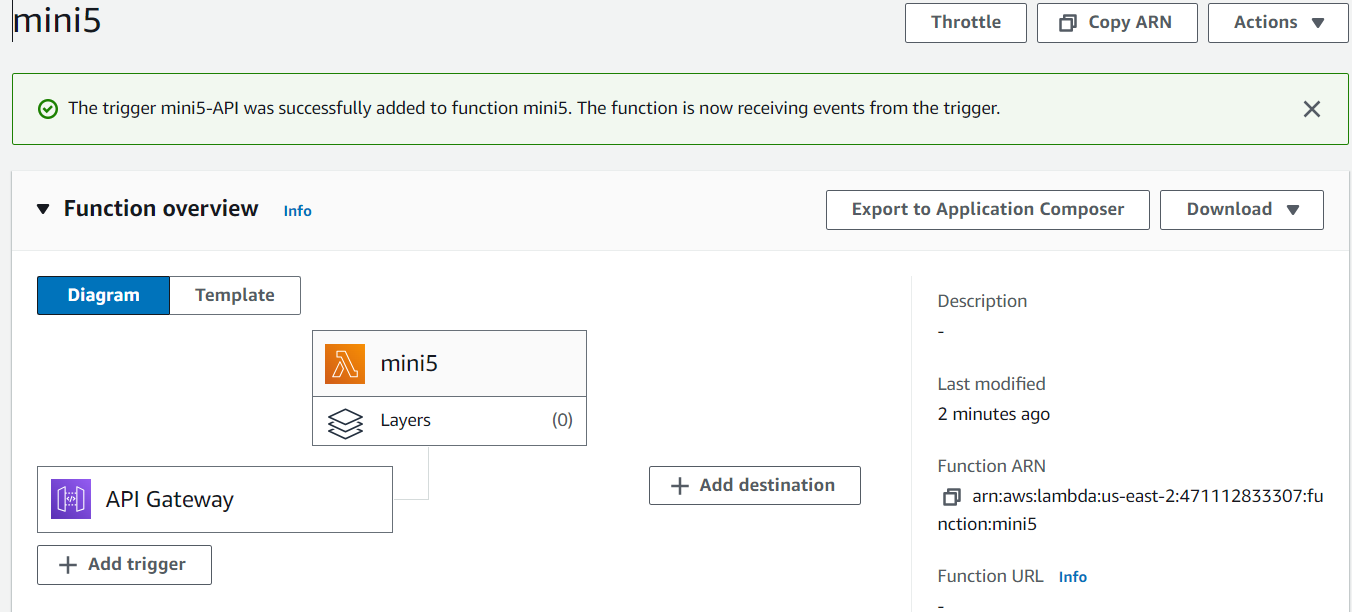 mini5
Throttle
Copy ARN
Actions
The trigger mini5-API was successfully added to function mini5. The function is now receiving events from the trigger.
Function overview
Info
Export to Application Composer
Download
Diagram
Template
mini5
Layers
(0)
API Gateway
Add trigger
Add destination
Description
-
Last modified
2 minutes ago
Function ARN
arn:aws:lambda:us-east-2:471112833307:fu
nction:mini5
Function URL
Info
-